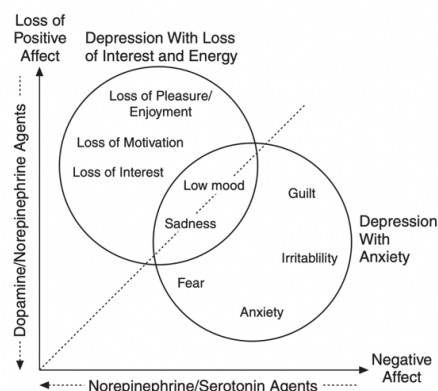 Loss of
Positive
Affect
Depression With Loss
of Interest and Energy
Loss of Pleasure/
Enjoyment
Loss of Motivation
Loss of Interest
Low mood
Sadness
Guilt
Irritablility
Fear
Anxiety
Depression
With
Anxiety
Dopamine/Norepinephrine Agents
Negative
Affect
Norepinephrine/Serotonin Agents